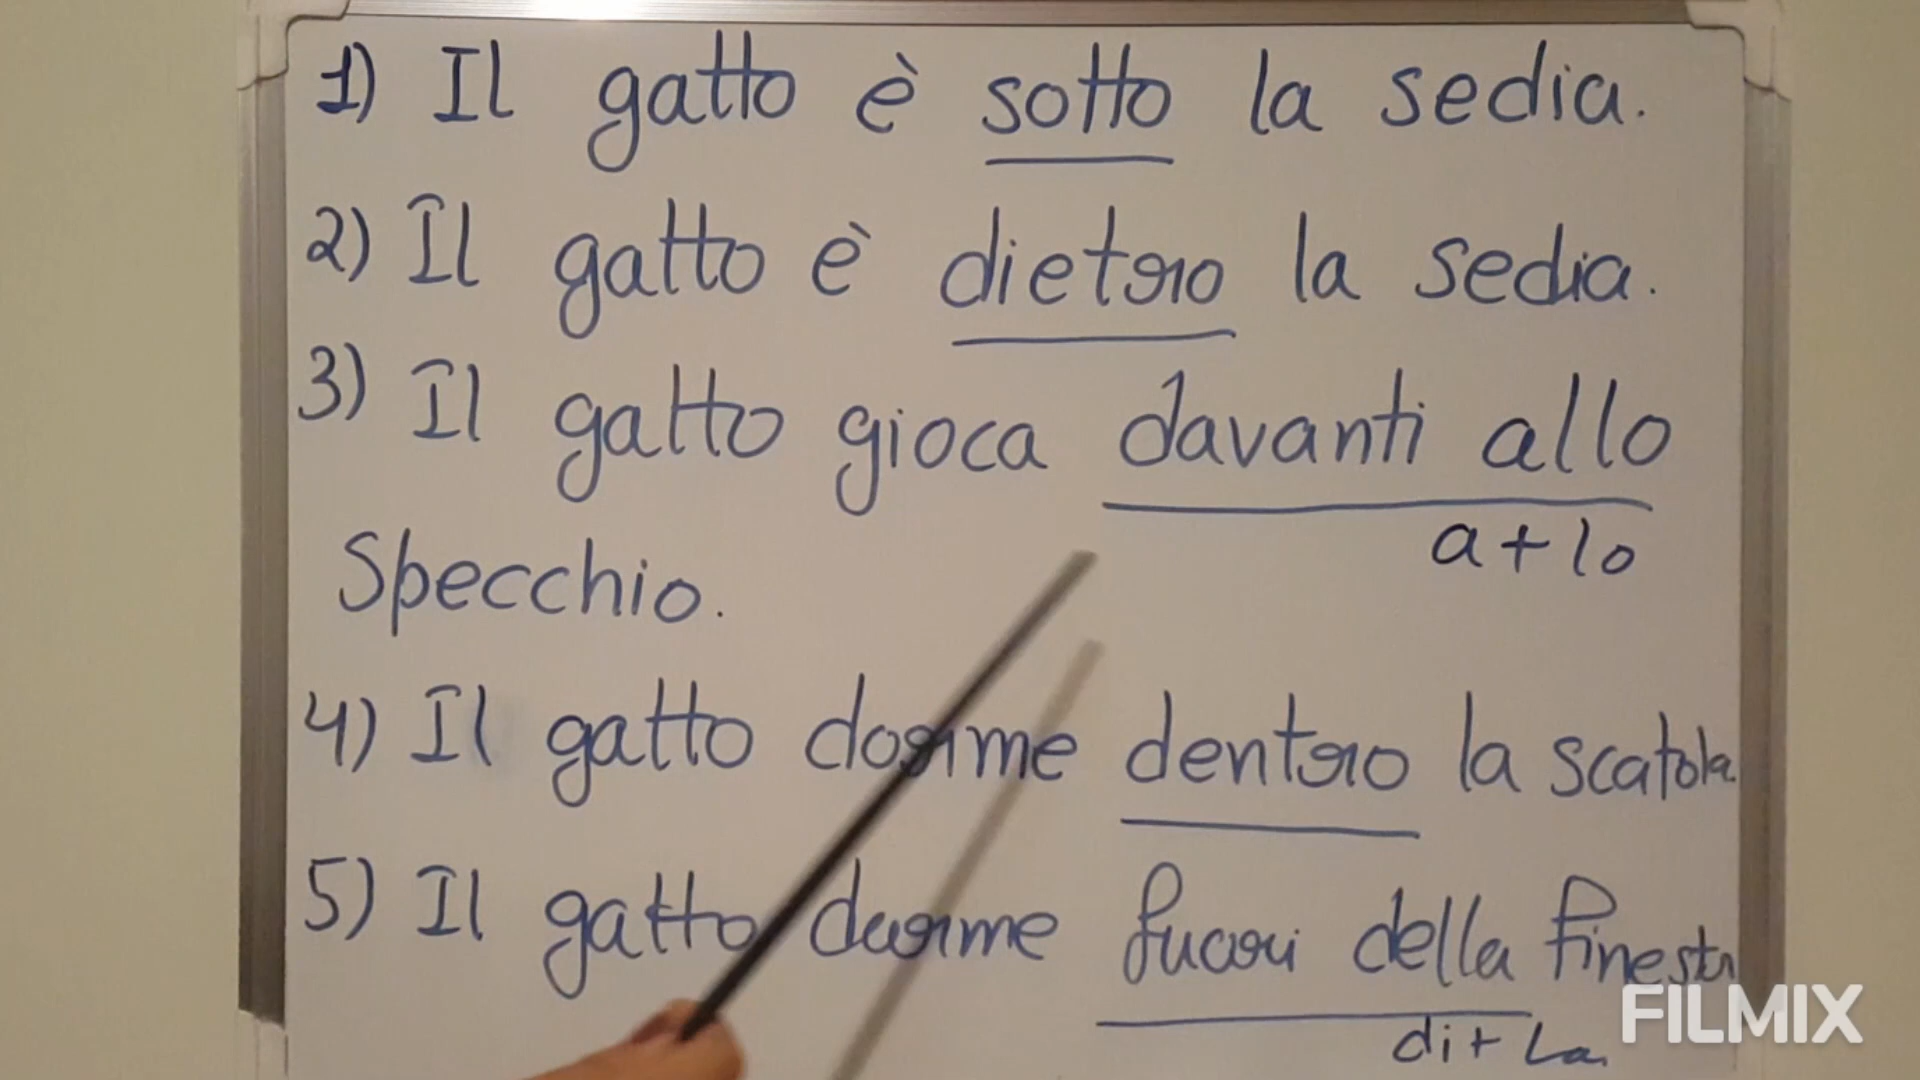 1) Il gatto è sotto la sedia.
2) Il gatto è dietro la sedia.
3) Il gatto gioca davanti allo
a + lo
Specchio.
4) Il gatto dorme dentro la scatola.
5) Il gatto dorme fuori della
di + La
FILMIX